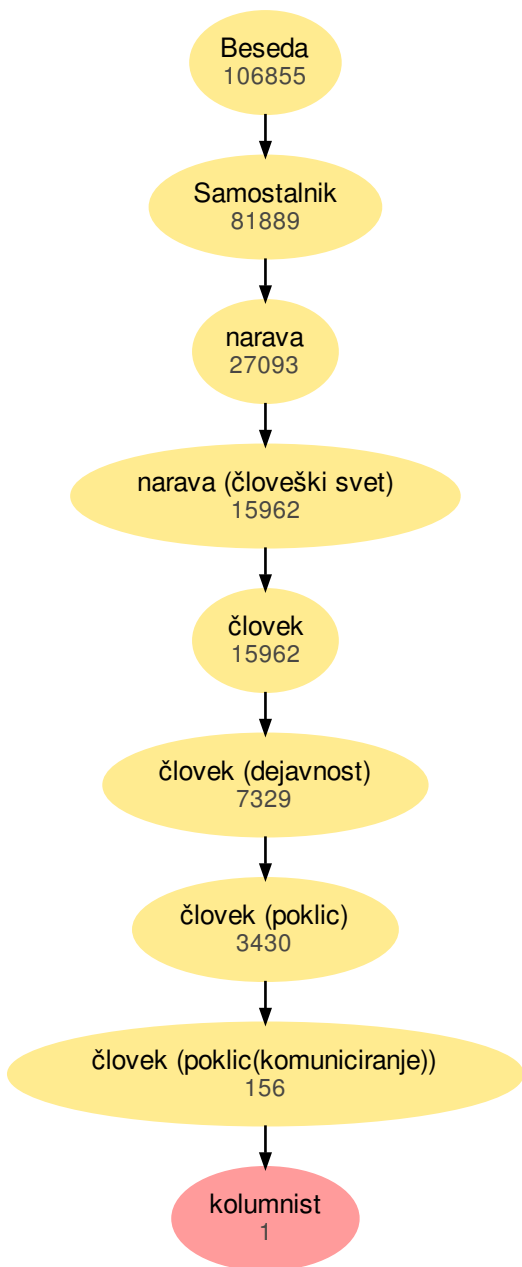 Beseda
106855
Samostalnik
81889
narava
27093
narava (človeški svet)
15962
človek
15962
človek (dejavnost)
7329
človek (poklic)
3430
človek (poklic(komuniciranje))
156
kolumnist
1